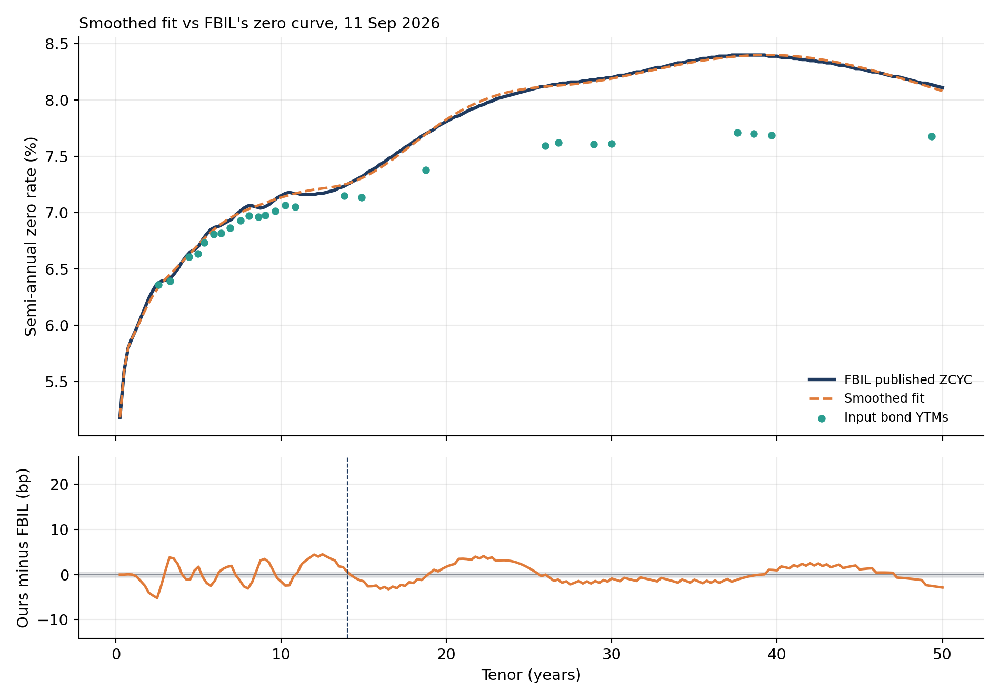 Smoothed fit vs FBIL's zero curve, 11 Sep 2026
Semi-annual zero rate (%)
8.5
8.0
7.5
7.0
6.5
6.0
5.5
FBIL published ZCYC
Smoothed fit
Input bond YTMs
Ours minus FBIL (bp)
20
10
0
−10
0 10 20 30 40 50
Tenor (years)